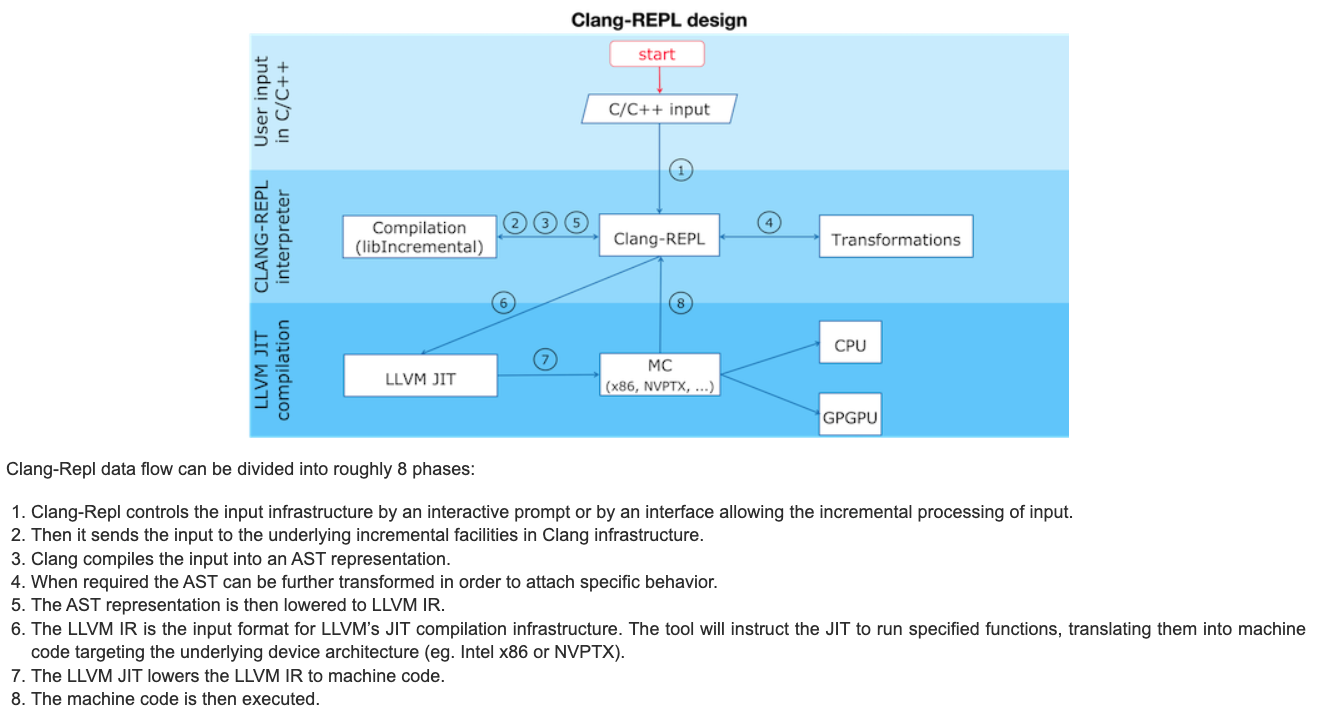 Clang-REPL design
User input
in C/C++
start
C/C++ input
1
CLANG-REPL
interpreter
Compilation
(libIncremental)
2 3 5
Clang-REPL
4
Transformations
6
8
LLVM JIT
compilation
LLVM JIT
7
MC
(x86, NVPTX, ...)
CPU
GPGPU
Clang-Repl data flow can be divided into roughly 8 phases:
1. Clang-Repl controls the input infrastructure by an interactive prompt or by an interface allowing the incremental processing of input.
2. Then it sends the input to the underlying incremental facilities in Clang infrastructure.
3. Clang compiles the input into an AST representation.
4. When required the AST can be further transformed in order to attach specific behavior.
5. The AST representation is then lowered to LLVM IR.
6. The LLVM IR is the input format for LLVM’s JIT compilation infrastructure. The tool will instruct the JIT to run specified functions, translating them into machine
code targeting the underlying device architecture (eg. Intel x86 or NVPTX).
7. The LLVM JIT lowers the LLVM IR to machine code.
8. The machine code is then executed.